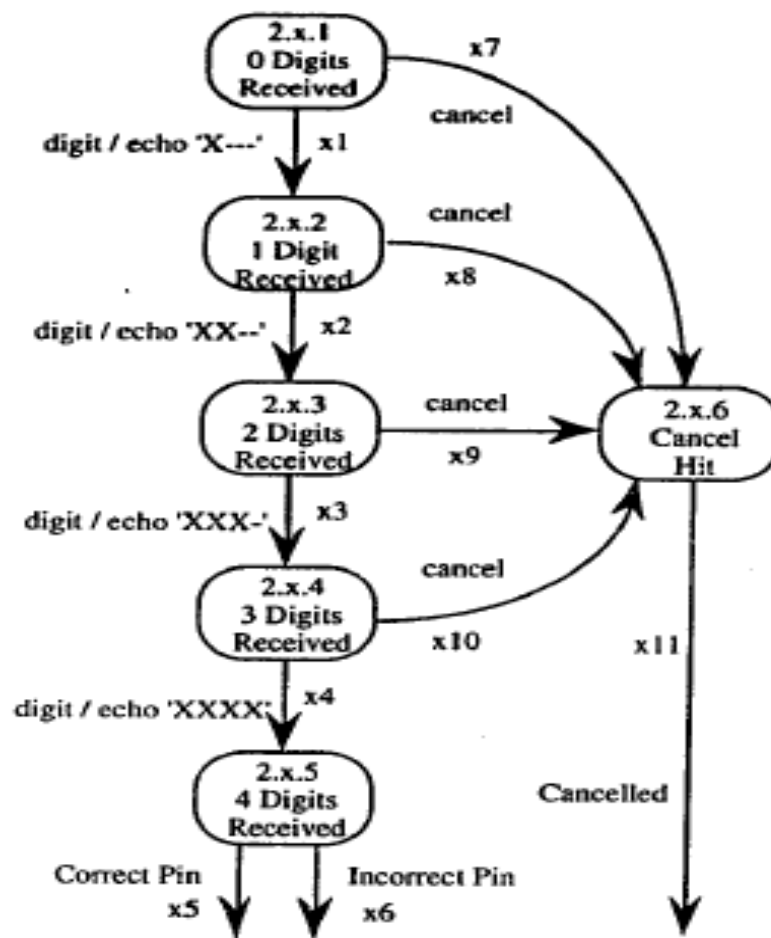 2.x.1
0 Digits
Received
x7
cancel
digit / echo 'X---'
x1
2.x.2
1 Digit
Received
cancel
x8
digit / echo 'XX--'
x2
2.x.3
2 Digits
Received
cancel
x9
2.x.6
Cancel
Hit
digit / echo 'XXX-'
x3
2.x.4
3 Digits
Received
cancel
x10
x11
digit / echo 'XXXX'
x4
2.x.5
4 Digits
Received
Cancelled
Correct Pin
x5
Incorrect Pin
x6